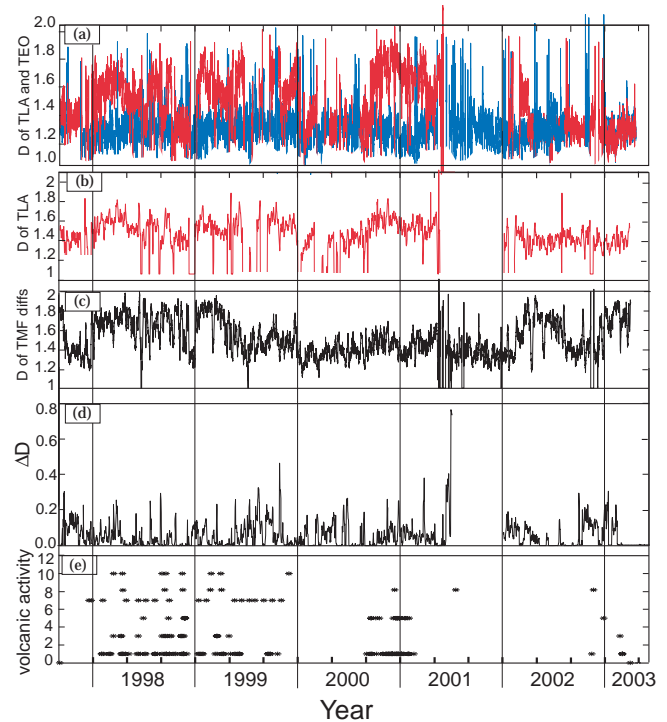 (a)
D of TLA and TEO
2.0
1.8
1.6
1.4
1.2
1.0
(b)
D of TLA
2
1.8
1.6
1.4
1.2
1
(c)
D of TMF diffs
2
1.8
1.6
1.4
1.2
1
(d)
ΔD
0.8
0.6
0.4
0.2
0.0
(e)
volcanic activity
12
10
8
6
4
2
0
1998 1999 2000 2001 2002 2003
Year